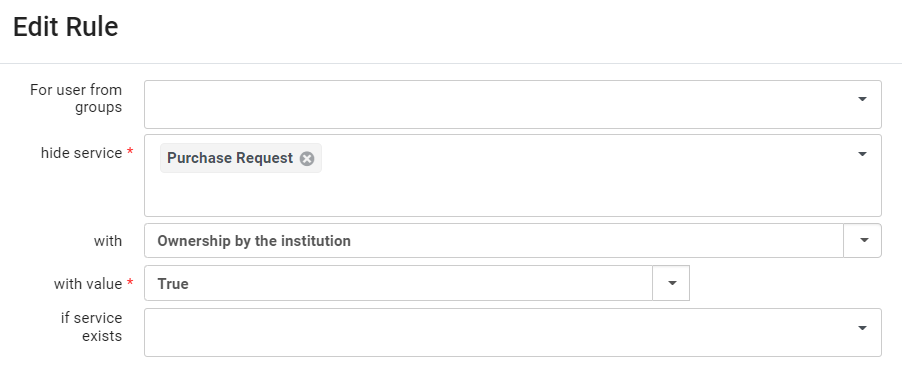 Edit Rule
For user from
groups
hide service *
Purchase Request
with
Ownership by the institution
with value *
True
if service
exists